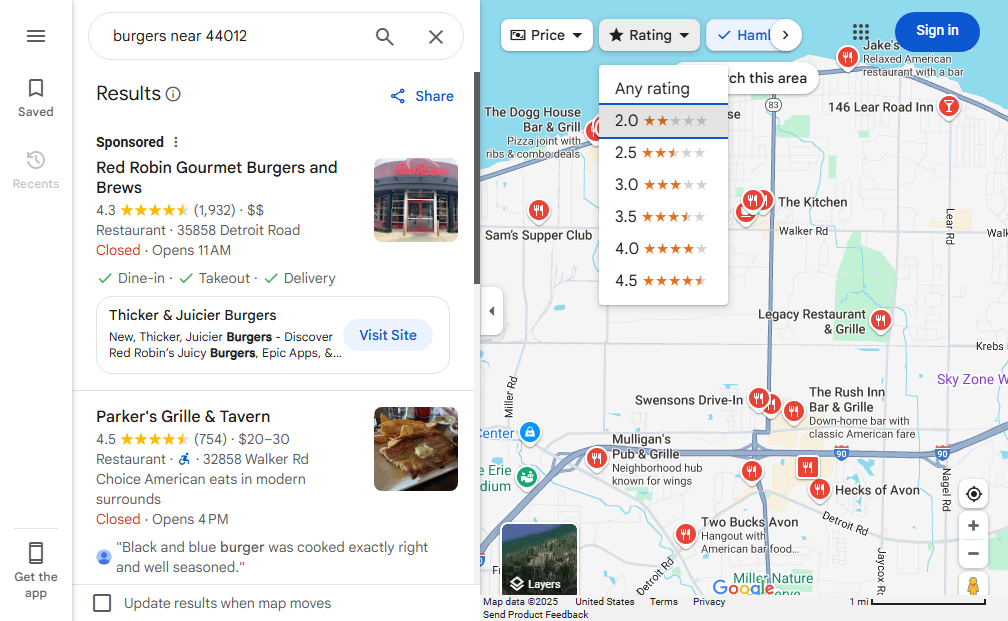 burgers near 44012
Saved
Recents
Get the
app
Results
Share
Sponsored
Red Robin Gourmet Burgers and
Brews
4.3 (1,932) · $$
Restaurant · 35858 Detroit Road
Closed · Opens 11 AM
Dine-in · Takeout · Delivery
Thicker & Juicier Burgers
New, Thicker, Juicier Burgers - Discover
Red Robin's Juicy Burgers, Epic Apps, &...
Visit Site
Parker's Grille & Tavern
4.5 (754) · $20–30
Restaurant · 32858 Walker Rd
Choice American eats in modern
surrounds
Closed · Opens 4 PM
"Black and blue burger was cooked exactly right
and well seasoned."
Update results when map moves
Price
Rating
Haml
Sign in
Any rating
2.0
2.5
3.0
3.5
4.0
4.5
rch this area
Jake's
Relaxed American
restaurant with a bar
83
146 Lear Road Inn
The Dogg House
Bar & Grill
Pizza joint with
ribs & combo deals
se
The Kitchen
Sam's Supper Club
Walker Rd
Lear Rd
Walk
Legacy Restaurant
& Grille
Krebs
Sky Zone W
Miller Rd
Swensons Drive-In
The Rush Inn
Bar & Grille
Down-home bar with
classic American fare
Center
Mulligan's
Pub & Grille
Neighborhood hub
known for wings
90
90
e Erie
dium
Nagel Rd
Hecks of Avon
Detroit Rd
Two Bucks Avon
Hangout with
American bar food...
Detroit Rd
Jaycox Rd
Miller Nature
Preserve
Layers
Google
Map data ©2025 United States Terms Privacy 1 mi
Send Product Feedback